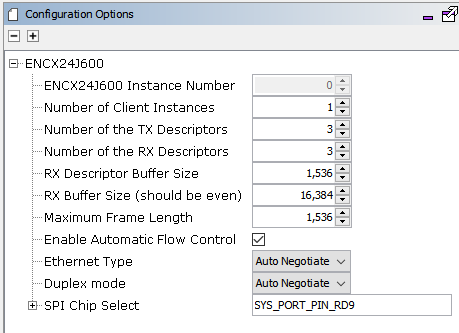 Configuration Options
ENCX24J600
ENCX24J600 Instance Number 0
Number of Client Instances 1
Number of the TX Descriptors 3
Number of the RX Descriptors 3
RX Descriptor Buffer Size 1,536
RX Buffer Size (should be even) 16,384
Maximum Frame Length 1,536
Enable Automatic Flow Control
Ethernet Type Auto Negotiate
Duplex mode Auto Negotiate
SPI Chip Select SYS_PORT_PIN_RD9